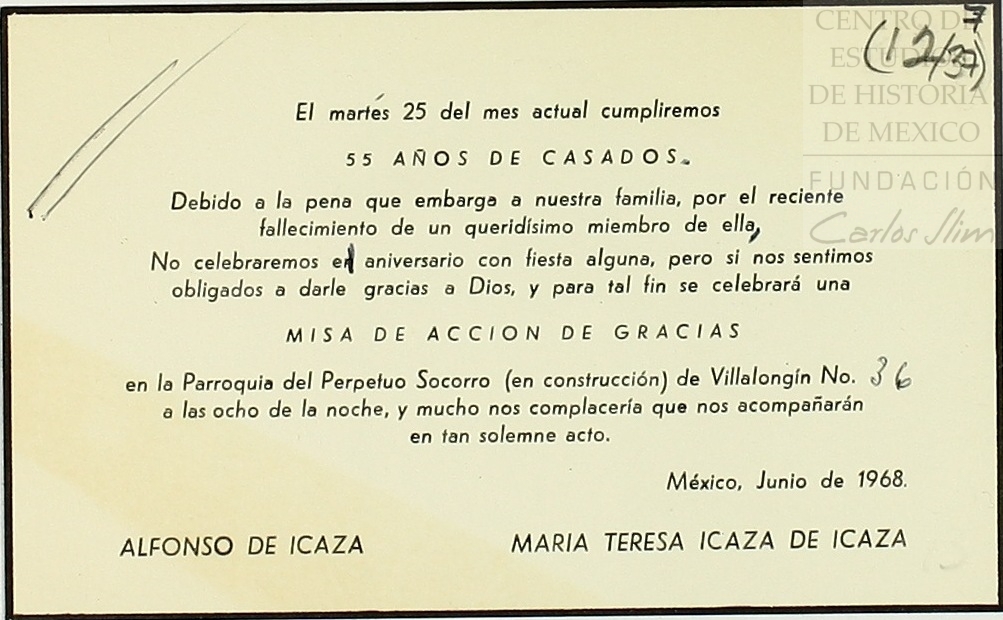 CENTRO DE
ESTUDIOS
DE HISTORIA
DE MEXICO
FUNDACIÓN
Carlos Slim
7
(12/37)
El martes 25 del mes actual cumpliremos
55 AÑOS DE CASADOS.
Debido a la pena que embarga a nuestra familia, por el reciente
fallecimiento de un queridísimo miembro de ella,
No celebraremos el aniversario con fiesta alguna, pero si nos sentimos
obligados a darle gracias a Dios, y para tal fin se celebrará una
MISA DE ACCION DE GRACIAS
en la Parroquia del Perpetuo Socorro (en construcción) de Villalongín No. 36
a las ocho de la noche, y mucho nos complacería que nos acompañarán
en tan solemne acto.
México, Junio de 1968.
ALFONSO DE ICAZA
MARIA TERESA ICAZA DE ICAZA